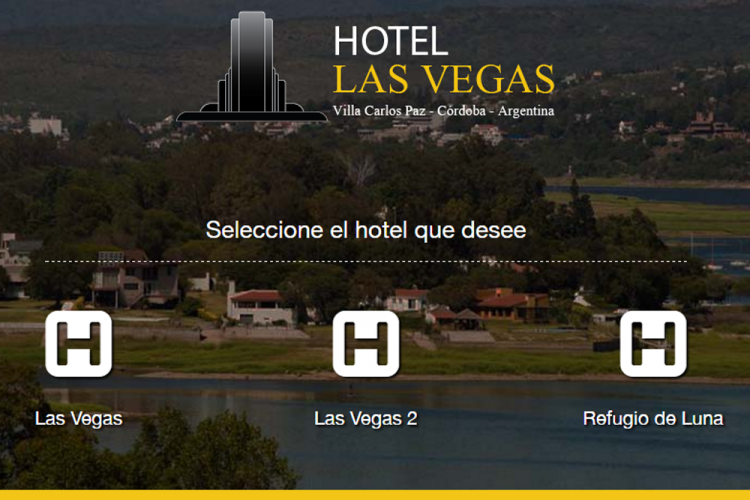 HOTEL
LAS VEGAS
Villa Carlos Paz - Córdoba - Argentina
Seleccione el hotel que desee
H H H
Las Vegas Las Vegas 2 Refugio de Luna